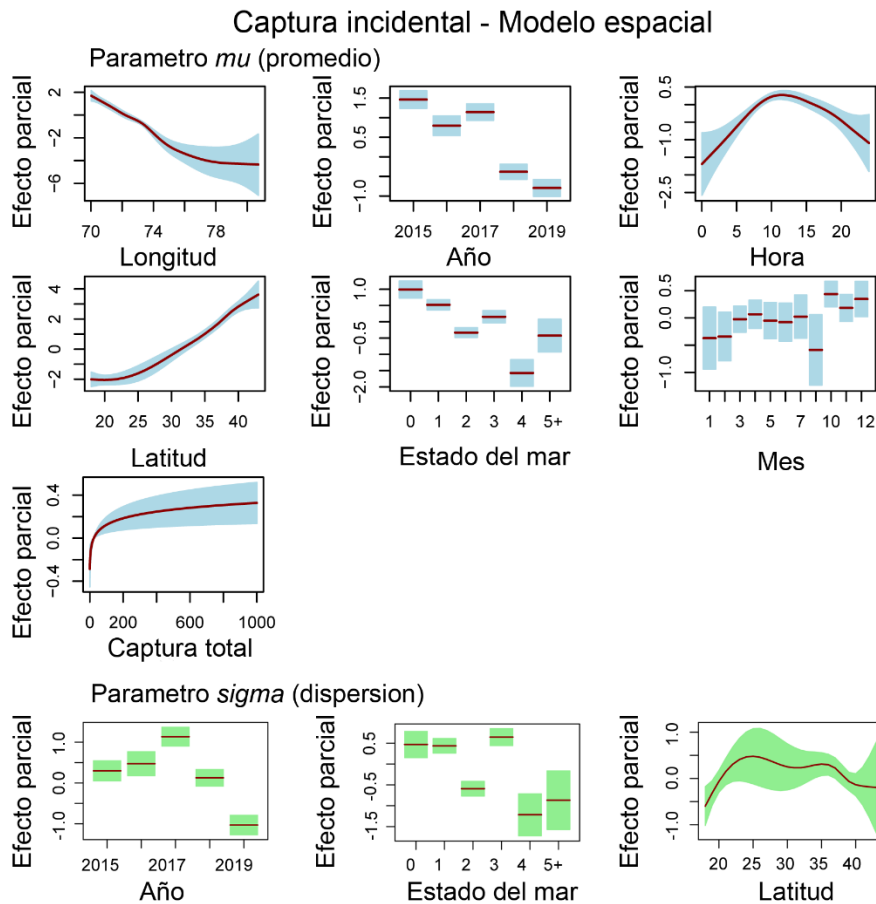 Captura incidental - Modelo espacial
Parametro mu (promedio)
Efecto parcial
2
-2
-6
70 74 78
Longitud
Efecto parcial
1.5
0.5
-1.0
2015 2017 2019
Año
Efecto parcial
0.5
-1.0
-2.5
0 5 10 15 20
Hora
Efecto parcial
4
2
0
-2
20 25 30 35 40
Latitud
Efecto parcial
1.0
-0.5
-2.0
0 1 2 3 4 5+
Estado del mar
Efecto parcial
0.5
0.0
-1.0
1 3 5 7 10 12
Mes
Efecto parcial
0.4
0.0
-0.4
0 200 600 1000
Captura total
Parametro sigma (dispersion)
Efecto parcial
1.0
0.0
-1.0
2015 2017 2019
Año
Efecto parcial
0.5
-0.5
-1.5
0 1 2 3 4 5+
Estado del mar
Efecto parcial
1.0
0.0
-1.0
20 25 30 35 40
Latitud